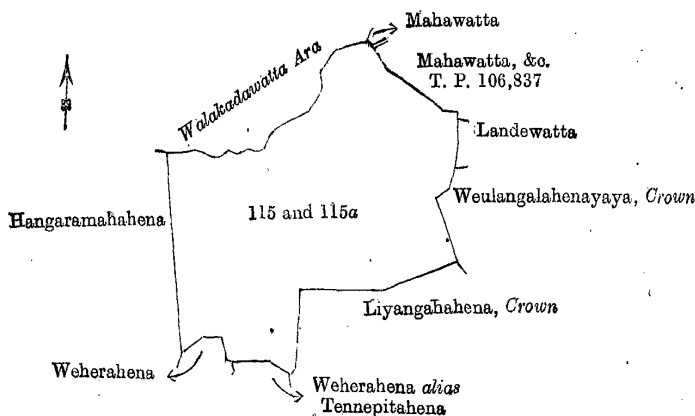 Mahawatta
Mahawatta, &c.
T. P. 106,837
Walakadawatta Ara
Landewatta
Weulangalahenayaya, Crown
Hangaramahahena
115 and 115a
Liyangahahena, Crown
Weherahena
Weherahena alias
Tennepitahena